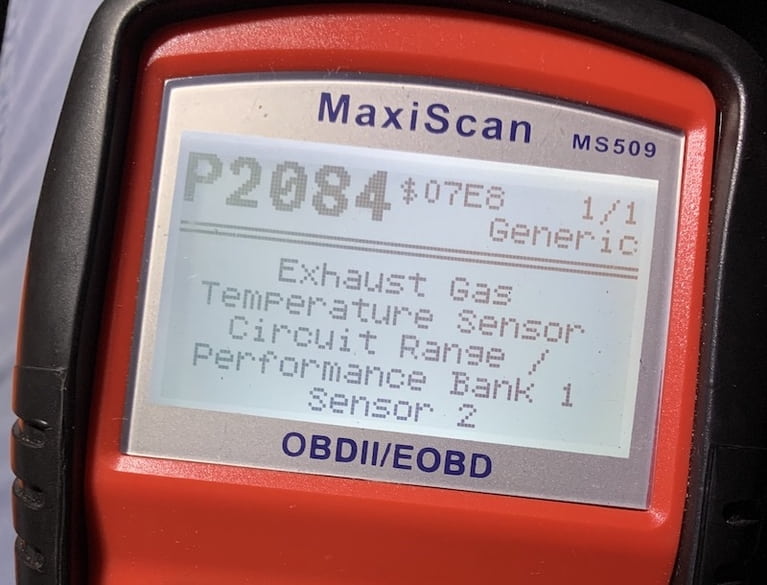 MaxiScan MS509
P2084 $07E8 1/1
Generic
Exhaust Gas
Temperature Sensor
Circuit Range /
Performance Bank 1
Sensor 2
OBDII/EOBD